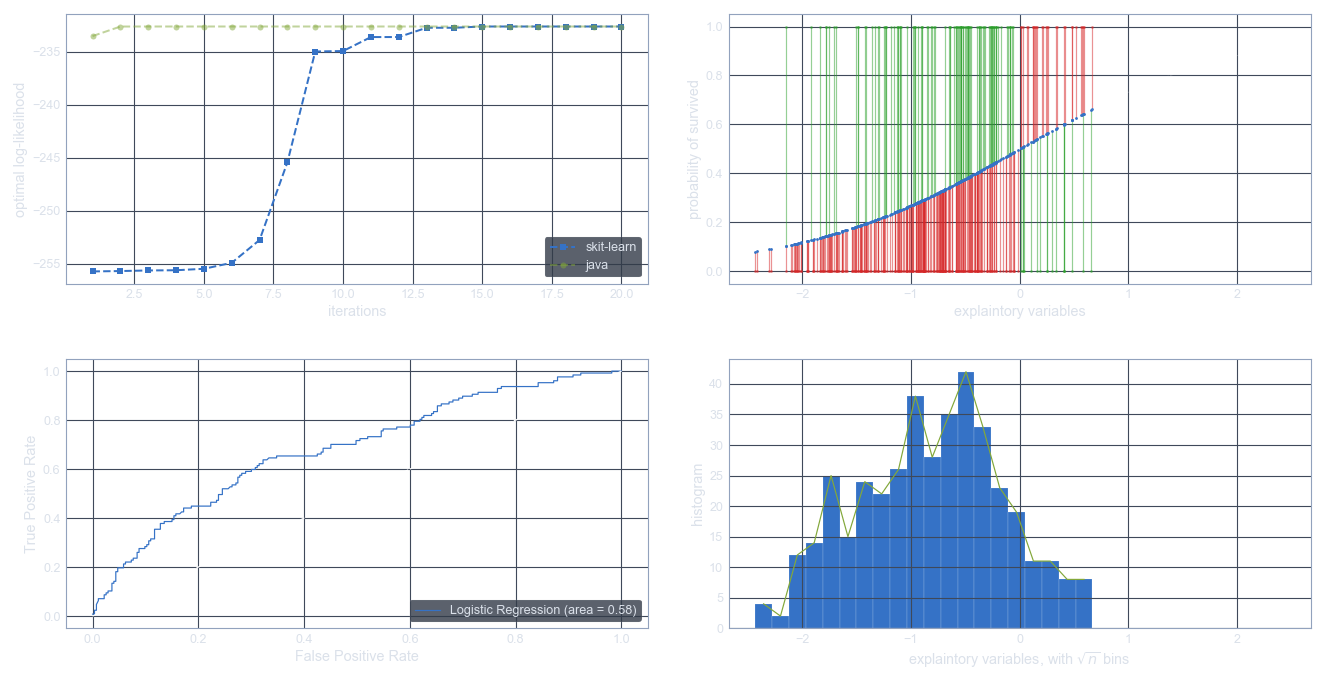 optimal log-likelihood
−235
−240
−245
−250
−255
2.5 5.0 7.5 10.0 12.5 15.0 17.5 20.0
iterations
skit-learn
java
probability of survived
1.0
0.8
0.6
0.4
0.2
0.0
−2 −1 0 1 2
explaintory variables
True Positive Rate
1.0
0.8
0.6
0.4
0.2
0.0
0.0 0.2 0.4 0.6 0.8 1.0
False Positive Rate
Logistic Regression (area = 0.58)
histogram
40
35
30
25
20
15
10
5
0
−2 −1 0 1 2
explaintory variables, with √n bins